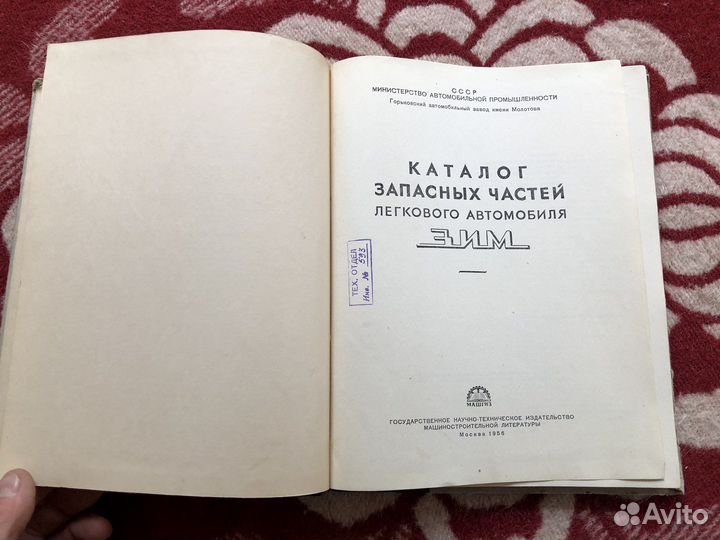 СССР
МИНИСТЕРСТВО АВТОМОБИЛЬНОЙ ПРОМЫШЛЕННОСТИ
Горьковский автомобильный завод имени Молотова
КАТАЛОГ
ЗАПАСНЫХ ЧАСТЕЙ
ЛЕГКОВОГО АВТОМОБИЛЯ
ЗИМ
ТЕХ. ОТДЕЛ
Инв. № 593
МАШГИЗ
ГОСУДАРСТВЕННОЕ НАУЧНО-ТЕХНИЧЕСКОЕ ИЗДАТЕЛЬСТВО
МАШИНОСТРОИТЕЛЬНОЙ ЛИТЕРАТУРЫ
Москва 1956
Avito